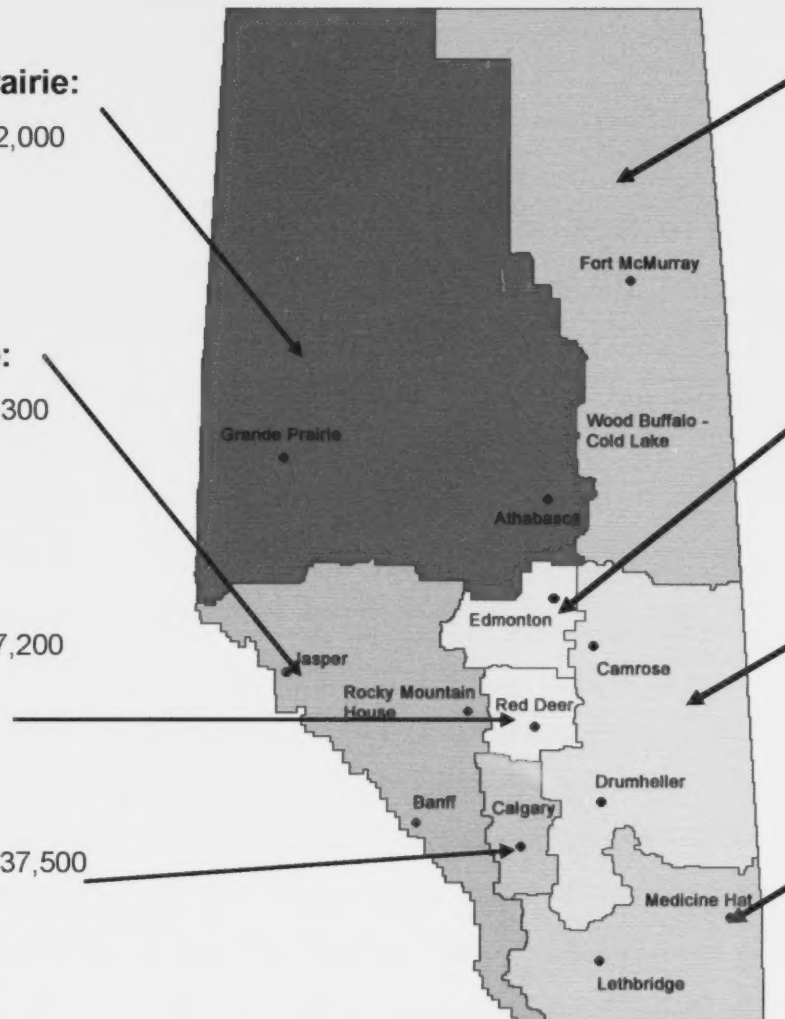 airie:
2,000
Fort McMurray
:
300
Wood Buffalo -
Cold Lake
Grande Prairie
Athabasca
Edmonton
7,200
Jasper
Camrose
Rocky Mountain
House
Red Deer
Drumheller
Banff
Calgary
37,500
Medicine Hat
Lethbridge